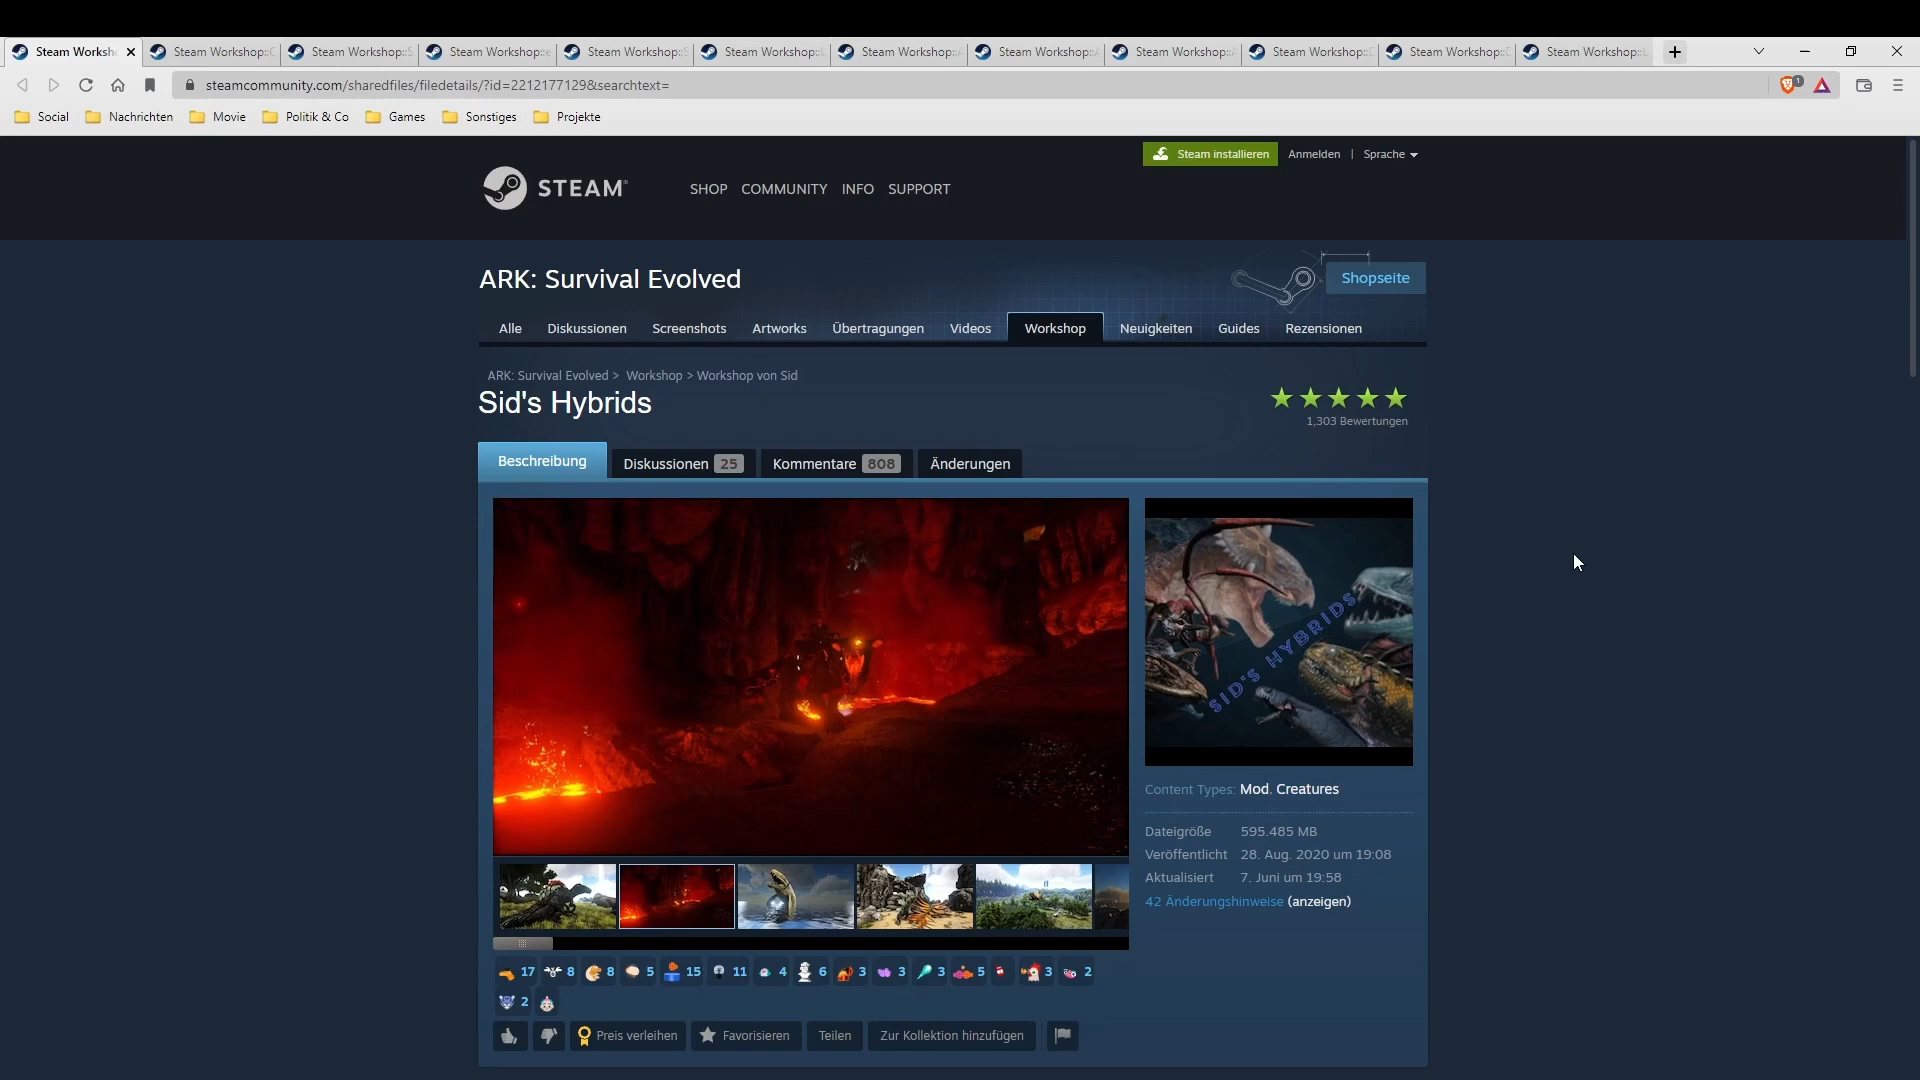 Steam Worksh
Steam Workshop::C
Steam Workshop::S
Steam Workshop::e
Steam Workshop::S
Steam Workshop::L
Steam Workshop::A
Steam Workshop::A
Steam Workshop::A
Steam Workshop::D
Steam Workshop::D
Steam Workshop::L
steamcommunity.com/sharedfiles/filedetails/?id=2212177129&searchtext=
1
Social Nachrichten Movie Politik & Co Games Sonstiges Projekte
Steam installieren Anmelden | Sprache
STEAM
SHOP COMMUNITY INFO SUPPORT
ARK: Survival Evolved
Shopseite
Alle Diskussionen Screenshots Artworks Übertragungen Videos Workshop Neuigkeiten Guides Rezensionen
ARK: Survival Evolved > Workshop > Workshop von Sid
Sid's Hybrids
1,303 Bewertungen
Beschreibung Diskussionen 25 Kommentare 808 Änderungen
SID'S HYBRIDS
Content Types: Mod, Creatures
Dateigröße 595.485 MB
Veröffentlicht 28. Aug. 2020 um 19:08
Aktualisiert 7. Juni um 19:58
42 Änderungshinweise (anzeigen)
17 8 8 5 15 11 4 6 3 3 3 5 3 2
2
Preis verleihen Favorisieren Teilen Zur Kollektion hinzufügen